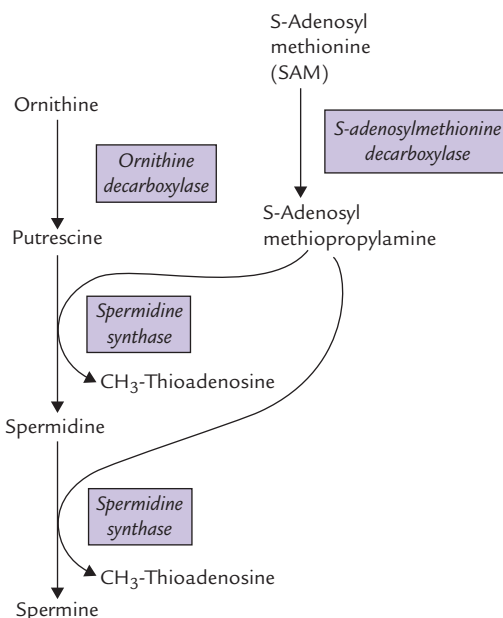 S-Adenosyl
methionine
(SAM)
Ornithine
S-adenosylmethionine
decarboxylase
Ornithine
decarboxylase
Putrescine
S-Adenosyl
methiopropylamine
Spermidine
synthase
CH₃-Thioadenosine
Spermidine
Spermidine
synthase
CH₃-Thioadenosine
Spermine